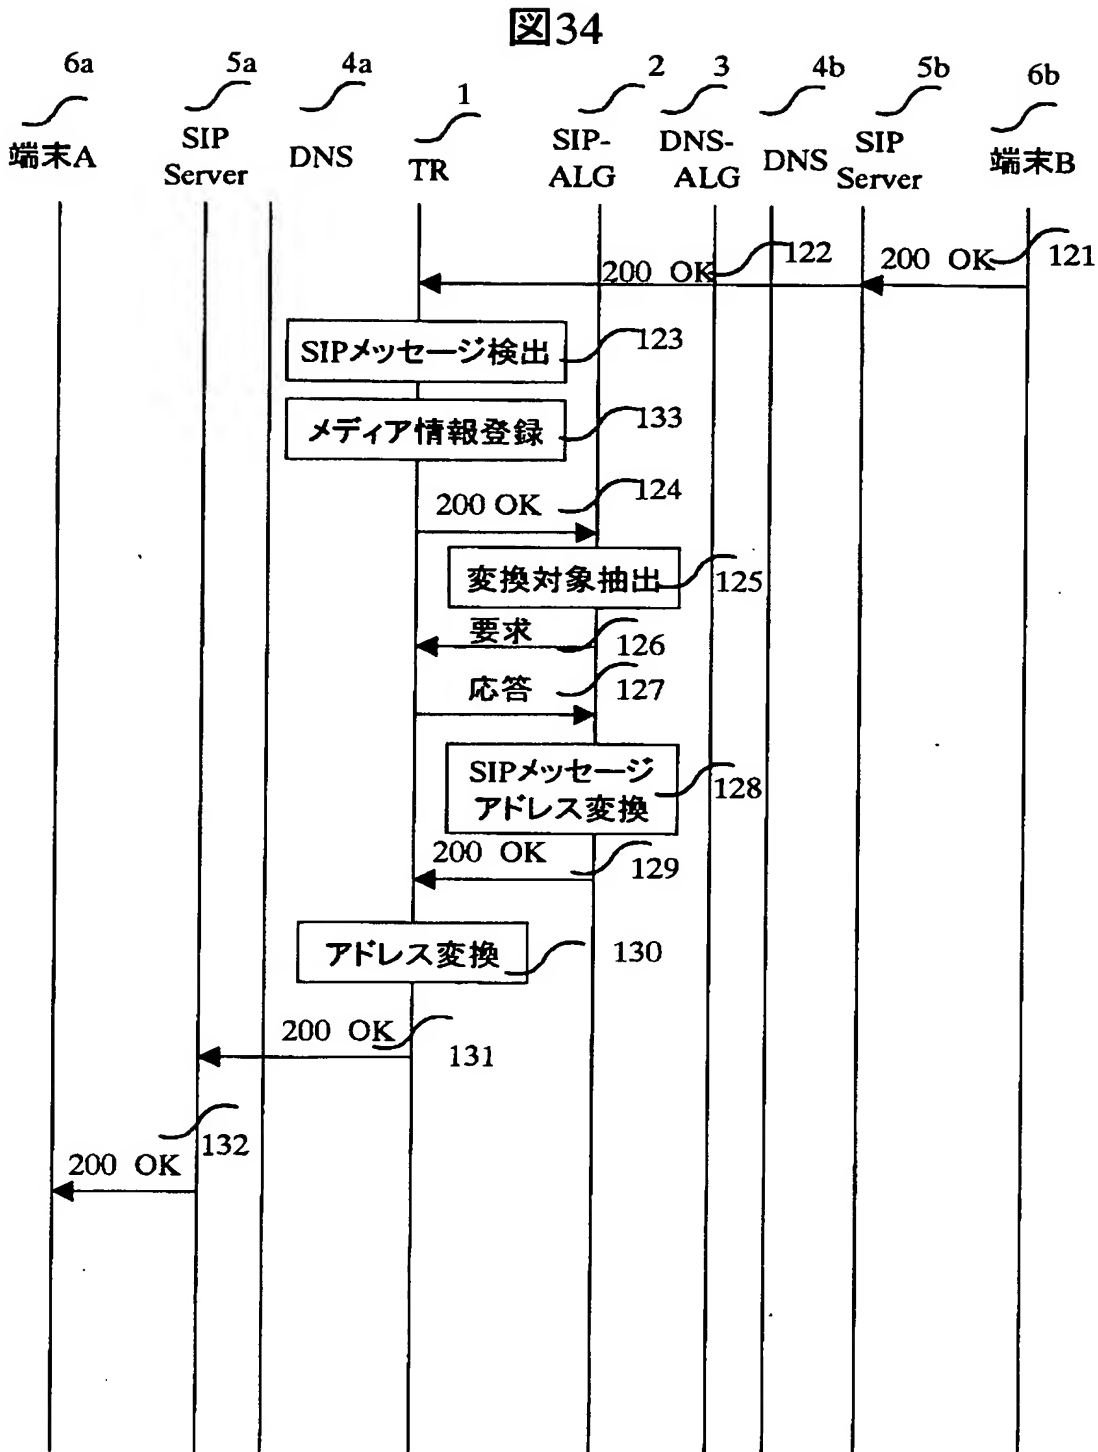 図34
6a
5a
4a
1
2
3
4b
5b
6b
端末A
SIP
Server
DNS
TR
SIP-
ALG
DNS-
ALG
DNS
SIP
Server
端末B
200 OK
122
200 OK
121
SIPメッセージ検出
123
メディア情報登録
133
200 OK
124
変換対象抽出
125
要求
126
応答
127
SIPメッセージ
アドレス変換
128
200 OK
129
アドレス変換
130
200 OK
131
132
200 OK